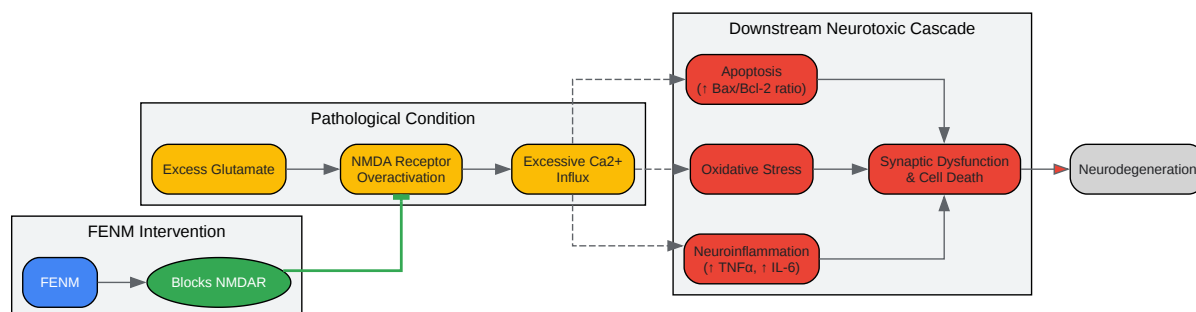 Downstream Neurotoxic Cascade
Apoptosis
(↑ Bax/Bcl-2 ratio)
Pathological Condition
Excess Glutamate
NMDA Receptor
Overactivation
Excessive Ca2+
Influx
Oxidative Stress
Synaptic Dysfunction
& Cell Death
Neurodegeneration
FENM Intervention
FENM
Blocks NMDAR
Neuroinflammation
(↑ TNFα, ↑ IL-6)